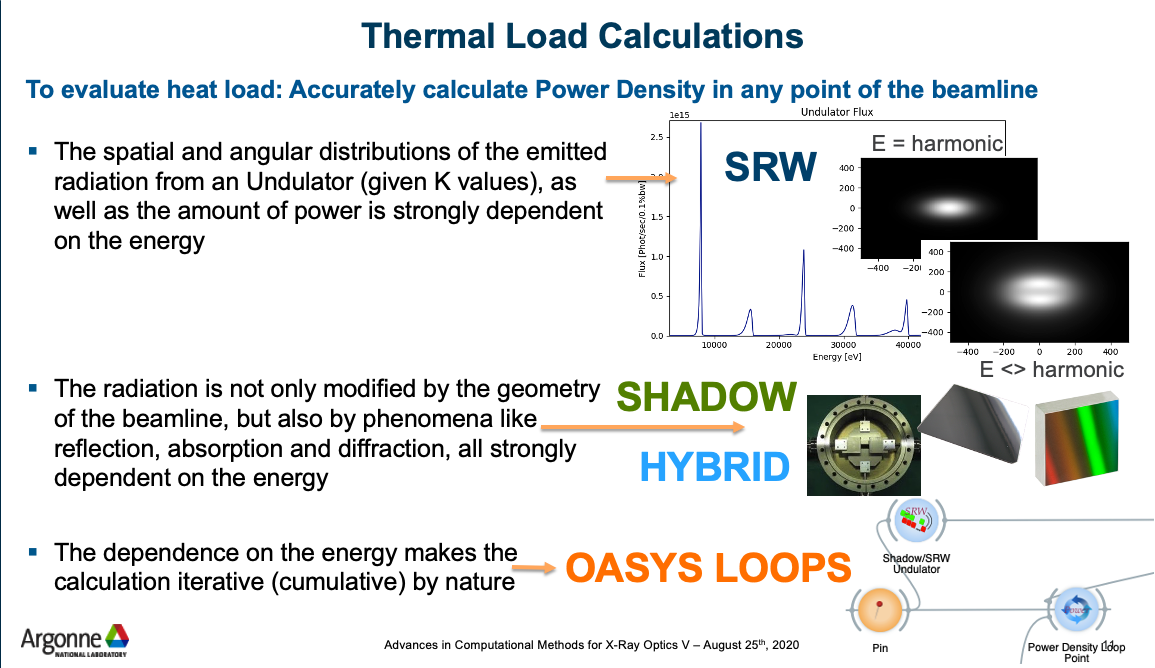 Thermal Load Calculations
To evaluate heat load: Accurately calculate Power Density in any point of the beamline
▪ The spatial and angular distributions of the emitted
radiation from an Undulator (given K values), as
well as the amount of power is strongly dependent
on the energy
1e15
Undulator Flux
2.5
1.5
1.0
0.5
0.0
Flux [Phot/sec/0.1%bw]
10000
20000
30000
40000
Energy [eV]
SRW
E = harmonic
400
200
0
−200
−400
−400
400
200
0
−200
−400
−400
−200
0
200
400
E <> harmonic
▪ The radiation is not only modified by the geometry
of the beamline, but also by phenomena like
reflection, absorption and diffraction, all strongly
dependent on the energy
SHADOW
HYBRID
▪ The dependence on the energy makes the
calculation iterative (cumulative) by nature
OASYS LOOPS
SRW
Shadow/SRW
Undulator
Pin
Power
Power Density Loop
Point
11
Argonne
NATIONAL LABORATORY
Advances in Computational Methods for X-Ray Optics V – August 25th, 2020